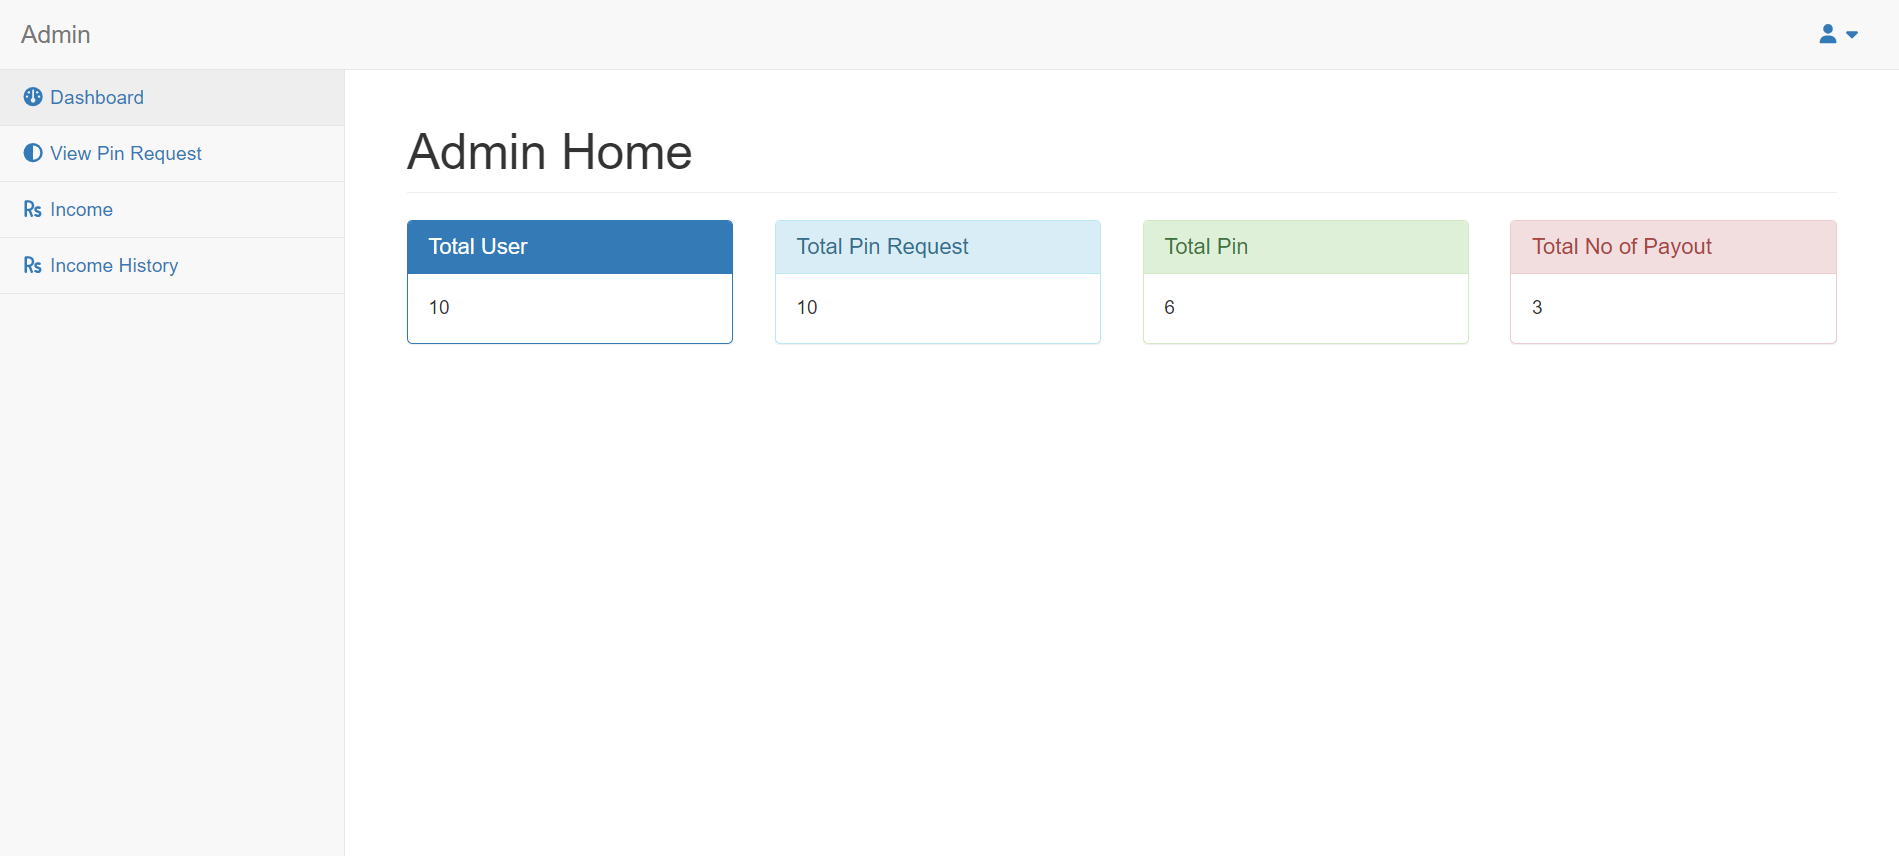 Admin
Dashboard
View Pin Request
Rs Income
Rs Income History
Admin Home
Total User
10
Total Pin Request
10
Total Pin
6
Total No of Payout
3